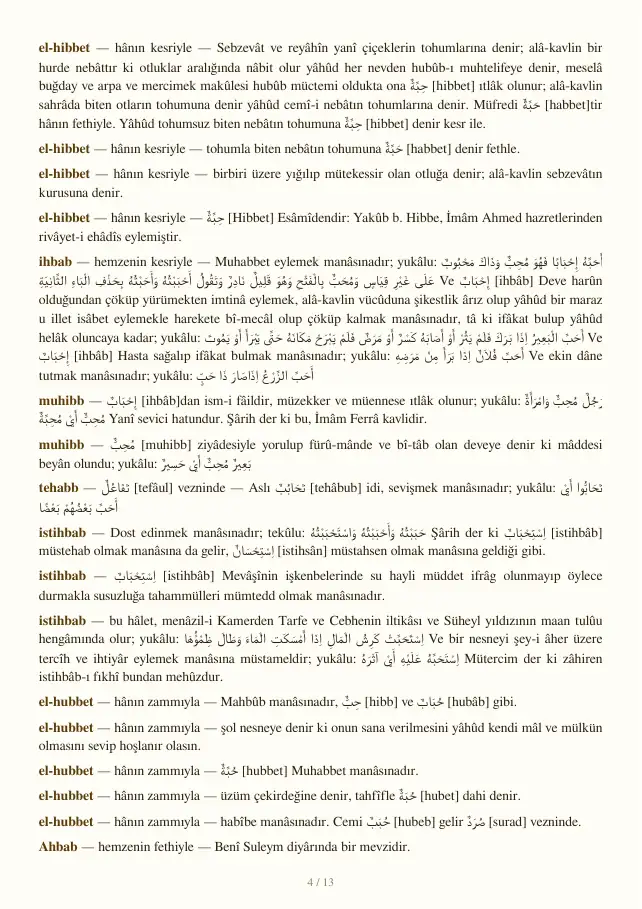 el-hibbet — hânın kesriyle — Sebzevât ve reyâhîn yanî çiçeklerin tohumlarına denir; alâ-kavlin bir
hurde nebâttır ki otluklar aralığında nâbit olur yâhûd her nevden hubûb-ı muhtelifeye denir, meselâ
buğday ve arpa ve mercimek makûlesi hubûb müctemi oldukta ona حِبَّةٌ [hibbet] ıtlâk olunur; alâ-kavlin
sahrâda biten otların tohumuna denir yâhûd cemî-i nebâtın tohumlarına denir. Müfredi حَبَّةٌ [habbet]tir
hânın fethiyle. Yâhûd tohumsuz biten nebâtın tohumuna حِبَّةٌ [hibbet] denir kesr ile.
el-hibbet — hânın kesriyle — tohumla biten nebâtın tohumuna حَبَّةٌ [habbet] denir fethle.
el-hibbet — hânın kesriyle — birbiri üzere yığılıp mütekessir olan otluğa denir; alâ-kavlin sebzevâtın
kurusuna denir.
el-hibbet — hânın kesriyle — حِبَّةٌ [Hibbet] Esâmîdendir: Yakûb b. Hibbe, İmâm Ahmed hazretlerinden
rivâyet-i ehâdîs eylemiştir.
ihbab — hemzenin kesriyle — Muhabbet eylemek manâsınadır; yukâlu: أَحَبَّهُ إِحْبَابًا فَهُوَ مُحِبٌّ وَذَاكَ مَحْبُوبٌ
عَلَى غَيْرِ قِيَاسٍ وَمُحَبٌّ بِالْفَتْحِ وَهُوَ قَلِيلٌ نَادِرٌ وَتَقُولُ أَحْبَبْتُهُ وَأَحَبْتُهُ بِحَذْفِ الْبَاءِ الثَّانِيَةِ Ve إِحْبَابٌ [ihbâb] Deve harûn
olduğundan çöküp yürümekten imtinâ eylemek, alâ-kavlin vücûduna şikestlik ârız olup yâhûd bir maraz
u illet isâbet eylemekle harekete bî-mecâl olup çöküp kalmak manâsınadır, tâ ki ifâkat bulup yâhûd
helâk oluncaya kadar; yukâlu: أَحَبَّ الْبَعِيرُ إِذَا بَرَكَ فَلَمْ يَثُرْ أَوْ أَصَابَهُ كَسْرٌ أَوْ مَرَضٌ فَلَمْ يَبْرَحْ مَكَانَهُ حَتَّى يَبْرَأَ أَوْ يَمُوتَ Ve
إِحْبَابٌ [ihbâb] Hasta sağalıp ifâkat bulmak manâsınadır; yukâlu: أَحَبَّ فُلاَنٌ إِذَا بَرَأَ مِنْ مَرَضِهِ Ve ekin dâne
tutmak manâsınadır; yukâlu: أَحَبَّ الزَّرْعُ إِذَاصَارَ ذَا حَبٍّ
muhibb — إِحْبَابٌ [ihbâb]dan ism-i fâildir, müzekker ve müennese ıtlâk olunur; yukâlu: رَجُلٌ مُحِبٌّ وَامْرَأَةٌ
مُحِبٌّ أَيْ مُحِبَّةٌ Yanî sevici hatundur. Şârih der ki bu, İmâm Ferrâ kavlidir.
muhibb — مُحِبٌّ [muhibb] ziyâdesiyle yorulup fürû-mânde ve bî-tâb olan deveye denir ki mâddesi
beyân olundu; yukâlu: بَعِيرٌ مُحِبٌّ أَيْ حَسِيرٌ
tehabb — تَفَاعُلٌ [tefâul] vezninde — Aslı تَحَابُبٌ [tehâbub] idi, sevişmek manâsınadır; yukâlu: تَحَابُّوا أَيْ
أَحَبَّ بَعْضُهُمْ بَعْضًا
istihbab — Dost edinmek manâsınadır; tekûlu: حَبَبْتُهُ وَأَحْبَبْتُهُ وَاسْتَحْبَبْتُهُ Şârih der ki اِسْتِحْبَابٌ [istihbâb]
müstehab olmak manâsına da gelir, اِسْتِحْسَانٌ [istihsân] müstahsen olmak manâsına geldiği gibi.
istihbab — اِسْتِحْبَابٌ [istihbâb] Mevâşînin işkenbelerinde su hayli müddet ifrâg olunmayıp öylece
durmakla susuzluğa tahammülleri mümtedd olmak manâsınadır.
istihbab — bu hâlet, menâzil-i Kamerden Tarfe ve Cebhenin iltikâsı ve Süheyl yıldızının maan tulûu
hengâmında olur; yukâlu: اِسْتَحَبَّتْ كَرِشُ الْمَالِ إِذَا أَمْسَكَتِ الْمَاءَ وَطَالَ ظِمْؤُهَا Ve bir nesneyi şey-i âher üzere
tercîh ve ihtiyâr eylemek manâsına müstameldir; yukâlu: اِسْتَحَبَّهُ عَلَيْهِ أَيْ آثَرَهُ Mütercim der ki zâhiren
istihbâb-ı fıkhî bundan mehûzdur.
el-hubbet — hânın zammıyla — Mahbûb manâsınadır, حِبٌّ [hibb] ve حُبَابٌ [hubâb] gibi.
el-hubbet — hânın zammıyla — şol nesneye denir ki onun sana verilmesini yâhûd kendi mâl ve mülkün
olmasını sevip hoşlanır olasın.
el-hubbet — hânın zammıyla — حُبَّةٌ [hubbet] Muhabbet manâsınadır.
el-hubbet — hânın zammıyla — üzüm çekirdeğine denir, tahfîfle حُبَةٌ [hubet] dahi denir.
el-hubbet — hânın zammıyla — habîbe manâsınadır. Cemi حُبَبٌ [hubeb] gelir صُرَدٌ [surad] vezninde.
Ahbab — hemzenin fethiyle — Benî Suleym diyârında bir mevzidir.
4 / 13